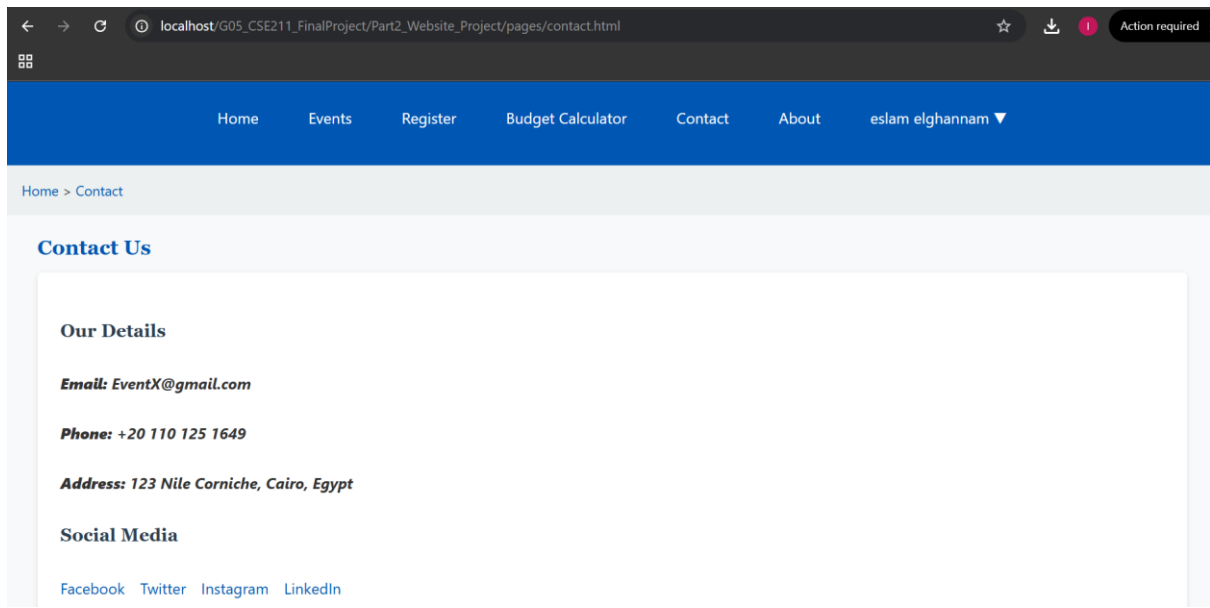 localhost/G05_CSE211_FinalProject/Part2_Website_Project/pages/contact.html
I
Action required
Home Events Register Budget Calculator Contact About eslam elghannam ▼
Home > Contact
Contact Us
Our Details
Email: EventX@gmail.com
Phone: +20 110 125 1649
Address: 123 Nile Corniche, Cairo, Egypt
Social Media
Facebook Twitter Instagram LinkedIn